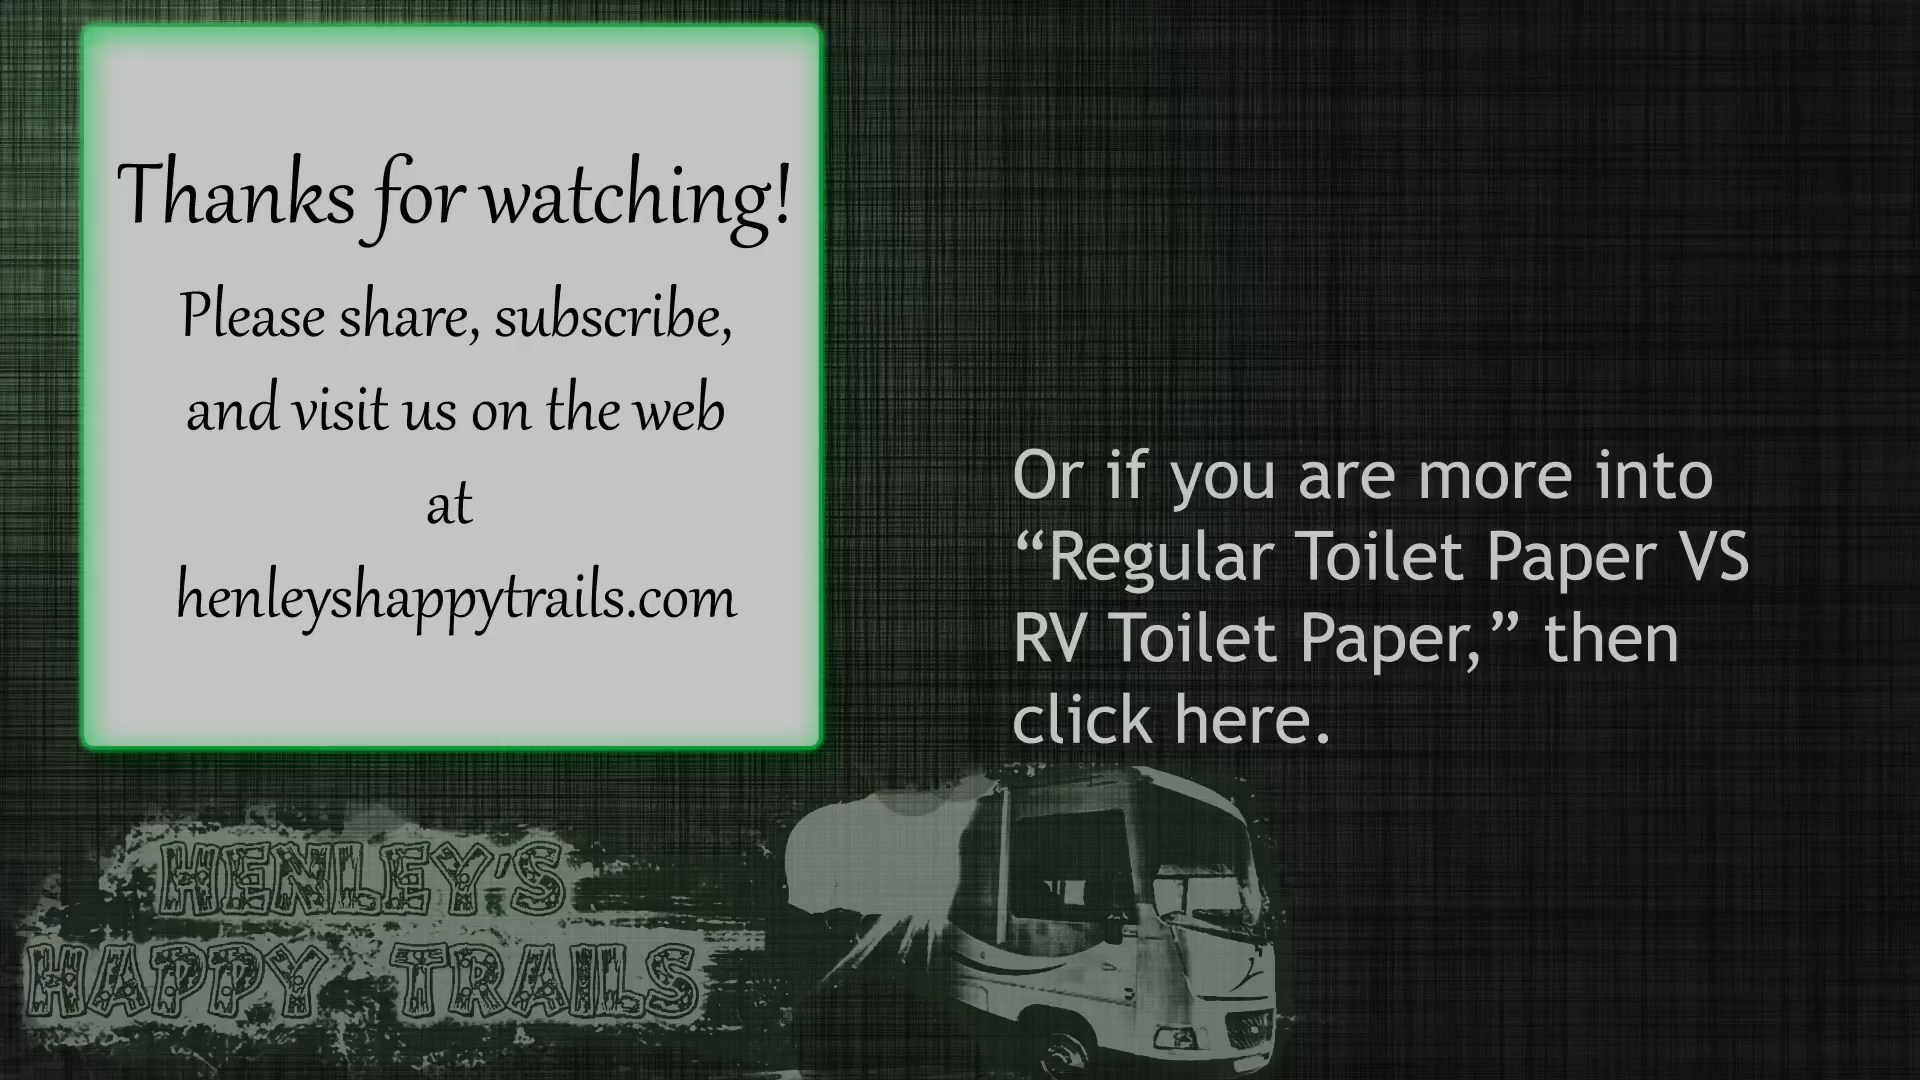 Thanks for watching!
Please share, subscribe,
and visit us on the web
at
henleyshappytrails.com
Or if you are more into
“Regular Toilet Paper VS
RV Toilet Paper,” then
click here.
HENLEY'S
HAPPY TRAILS